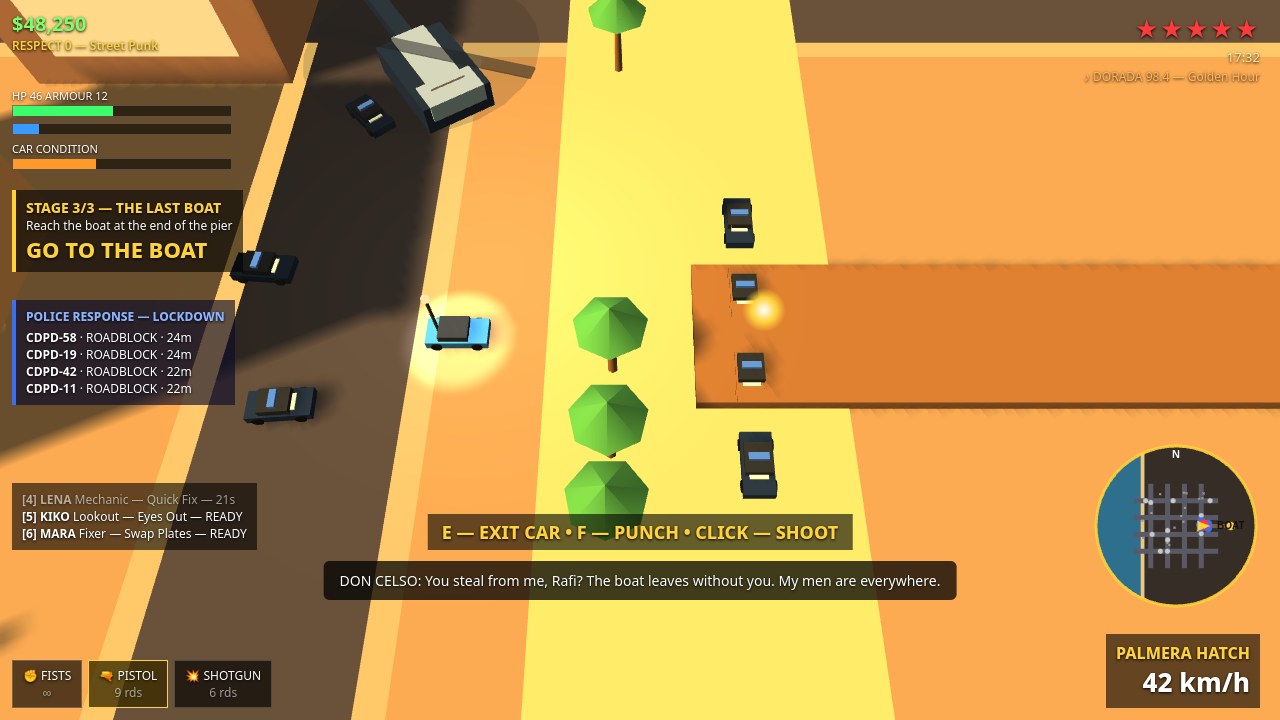 $48,250
RESPECT 0 — Street Punk
HP 46 ARMOUR 12
CAR CONDITION
STAGE 3/3 — THE LAST BOAT
Reach the boat at the end of the pier
GO TO THE BOAT
POLICE RESPONSE — LOCKDOWN
CDPD-58 · ROADBLOCK · 24m
CDPD-19 · ROADBLOCK · 24m
CDPD-42 · ROADBLOCK · 22m
CDPD-11 · ROADBLOCK · 22m
[4] LENA Mechanic — Quick Fix — 21s
[5] KIKO Lookout — Eyes Out — READY
[6] MARA Fixer — Swap Plates — READY
✊ FISTS
∞
🔫 PISTOL
9 rds
💥 SHOTGUN
6 rds
E — EXIT CAR • F — PUNCH • CLICK — SHOOT
DON CELSO: You steal from me, Rafi? The boat leaves without you. My men are everywhere.
★★★★★
17:32
♪ DORADA 98.4 — Golden Hour
N
BOAT
PALMERA HATCH
42 km/h